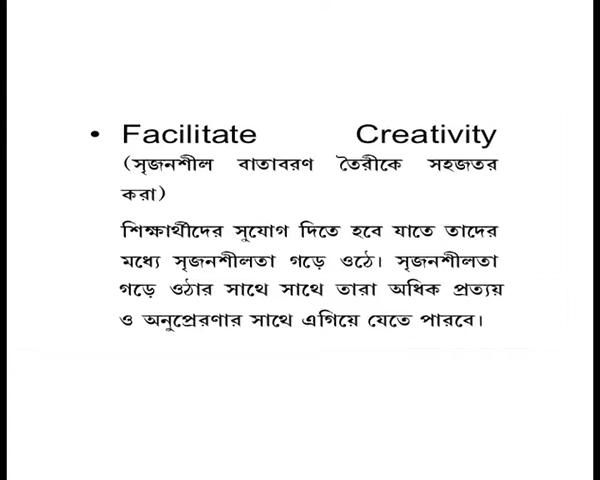 • Facilitate Creativity
(সৃজনশীল বাতাবরণ তৈরীকে সহজতর
করা)
শিক্ষার্থীদের সুযোগ দিতে হবে যাতে তাদের
মধ্যে সৃজনশীলতা গড়ে ওঠে। সৃজনশীলতা
গড়ে ওঠার সাথে সাথে তারা অধিক প্রত্যয়
ও অনুপ্রেরণার সাথে এগিয়ে যেতে পারবে।